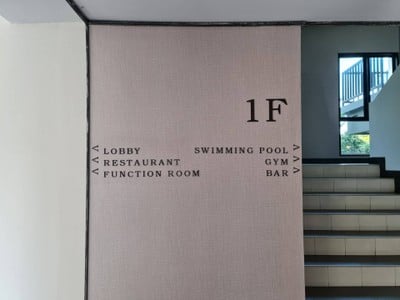 1F
< LOBBY SWIMMING POOL >
< RESTAURANT GYM >
< FUNCTION ROOM BAR >